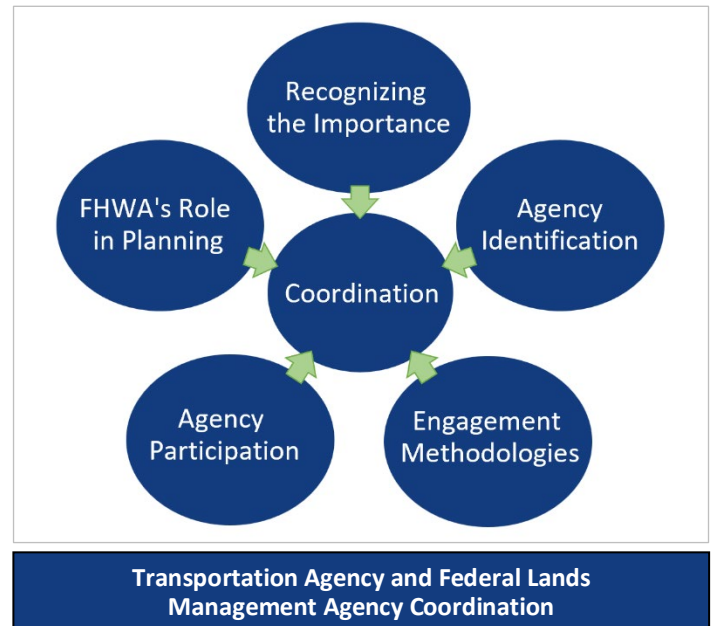 Recognizing
the Importance
FHWA's Role
in Planning
Agency
Identification
Coordination
Agency
Participation
Engagement
Methodologies
Transportation Agency and Federal Lands
Management Agency Coordination